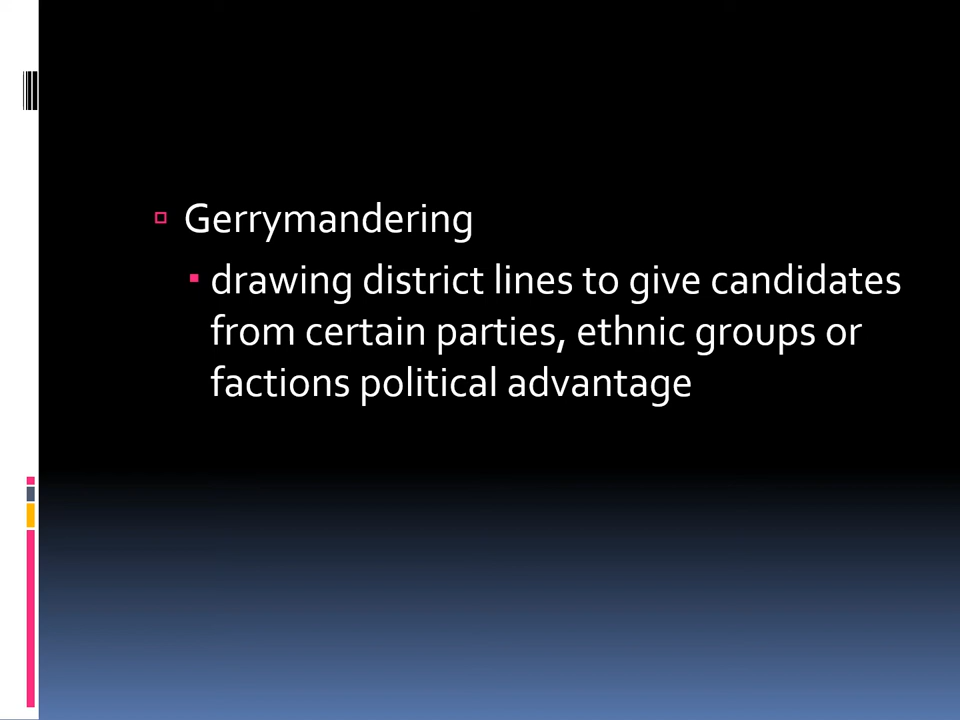 Gerrymandering
drawing district lines to give candidates
from certain parties, ethnic groups or
factions political advantage